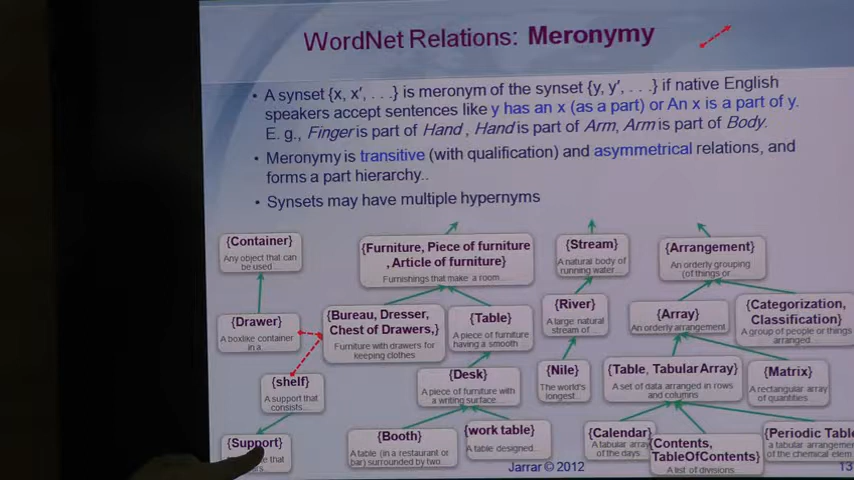 WordNet Relations: Meronymy
• A synset {x, x′, . . .} is meronym of the synset {y, y′, . . .} if native English
speakers accept sentences like y has an x (as a part) or An x is a part of y.
E. g., Finger is part of Hand , Hand is part of Arm, Arm is part of Body.
• Meronymy is transitive (with qualification) and asymmetrical relations, and
forms a part hierarchy..
• Synsets may have multiple hypernyms
{Container}
Any object that can
be used...
{Furniture, Piece of furniture
,Article of furniture}
Furnishings that make a room...
{Stream}
A natural body of
running water...
{Arrangement}
An orderly grouping
(of things or...
{Drawer}
A boxlike container
in a...
{Bureau, Dresser,
Chest of Drawers,}
Furniture with drawers for
keeping clothes
{Table}
A piece of furniture
having a smooth
{River}
A large natural
stream of...
{Array}
An orderly arrangement
{Categorization,
Classification}
A group of people or things
arranged...
{shelf}
A support that
consists...
{Desk}
A piece of furniture with
a writing surface...
{Nile}
The world's
longest...
{Table, Tabular Array}
A set of data arranged in rows
and columns
{Matrix}
A rectangular array
of quantities...
{Support}
that
{Booth}
A table (in a restaurant or
bar) surrounded by two...
{work table}
A table designed...
{Calendar}
A tabular array
of the days...
{Contents,
TableOfContents}
A list of divisions...
{Periodic Tabl
a tabular arrangemen
of the chemical elem
Jarrar © 2012
13